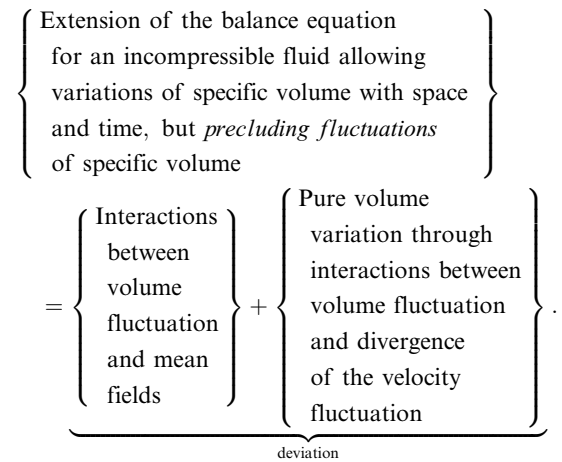 Extension of the balance equation
for an incompressible fluid allowing
variations of specific volume with space
and time, but precluding fluctuations
of specific volume
= { Interactions
between
volume
fluctuation
and mean
fields } + { Pure volume
variation through
interactions between
volume fluctuation
and divergence
of the velocity
fluctuation } .
deviation